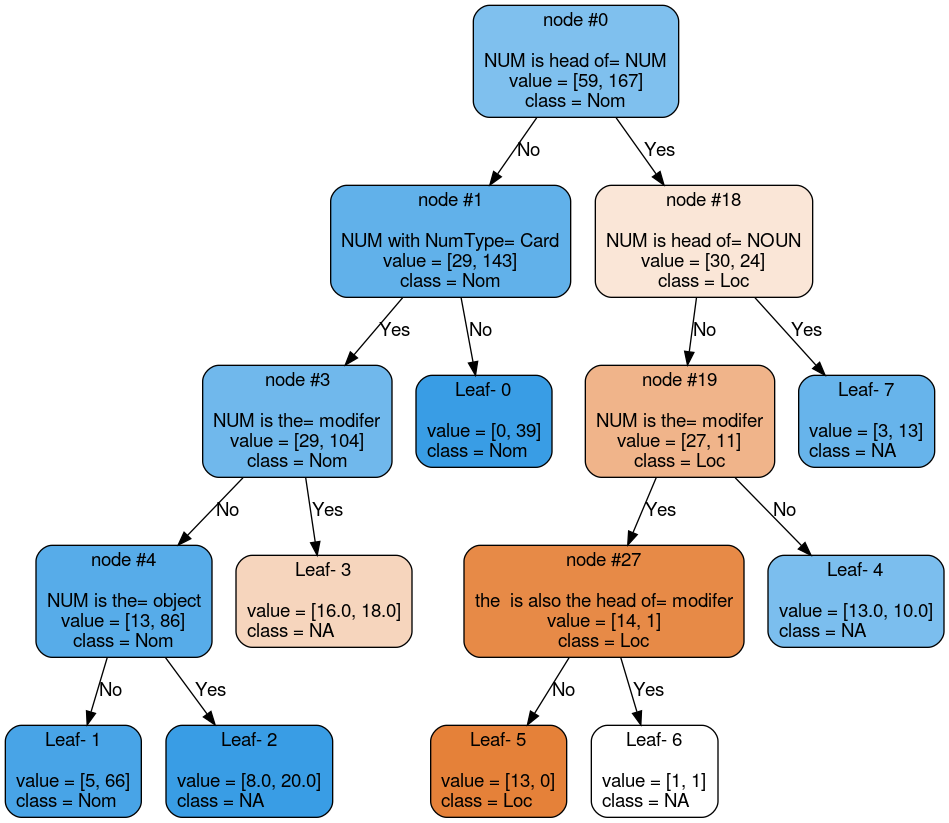 node #0
NUM is head of= NUM
value = [59, 167]
class = Nom
No
Yes
node #1
NUM with NumType= Card
value = [29, 143]
class = Nom
node #18
NUM is head of= NOUN
value = [30, 24]
class = Loc
Yes
No
No
Yes
node #3
NUM is the= modifer
value = [29, 104]
class = Nom
Leaf- 0
value = [0, 39]
class = Nom
node #19
NUM is the= modifer
value = [27, 11]
class = Loc
Leaf- 7
value = [3, 13]
class = NA
No
Yes
Yes
No
node #4
NUM is the= object
value = [13, 86]
class = Nom
Leaf- 3
value = [16.0, 18.0]
class = NA
node #27
the  is also the head of= modifer
value = [14, 1]
class = Loc
Leaf- 4
value = [13.0, 10.0]
class = NA
No
Yes
No
Yes
Leaf- 1
value = [5, 66]
class = Nom
Leaf- 2
value = [8.0, 20.0]
class = NA
Leaf- 5
value = [13, 0]
class = Loc
Leaf- 6
value = [1, 1]
class = NA